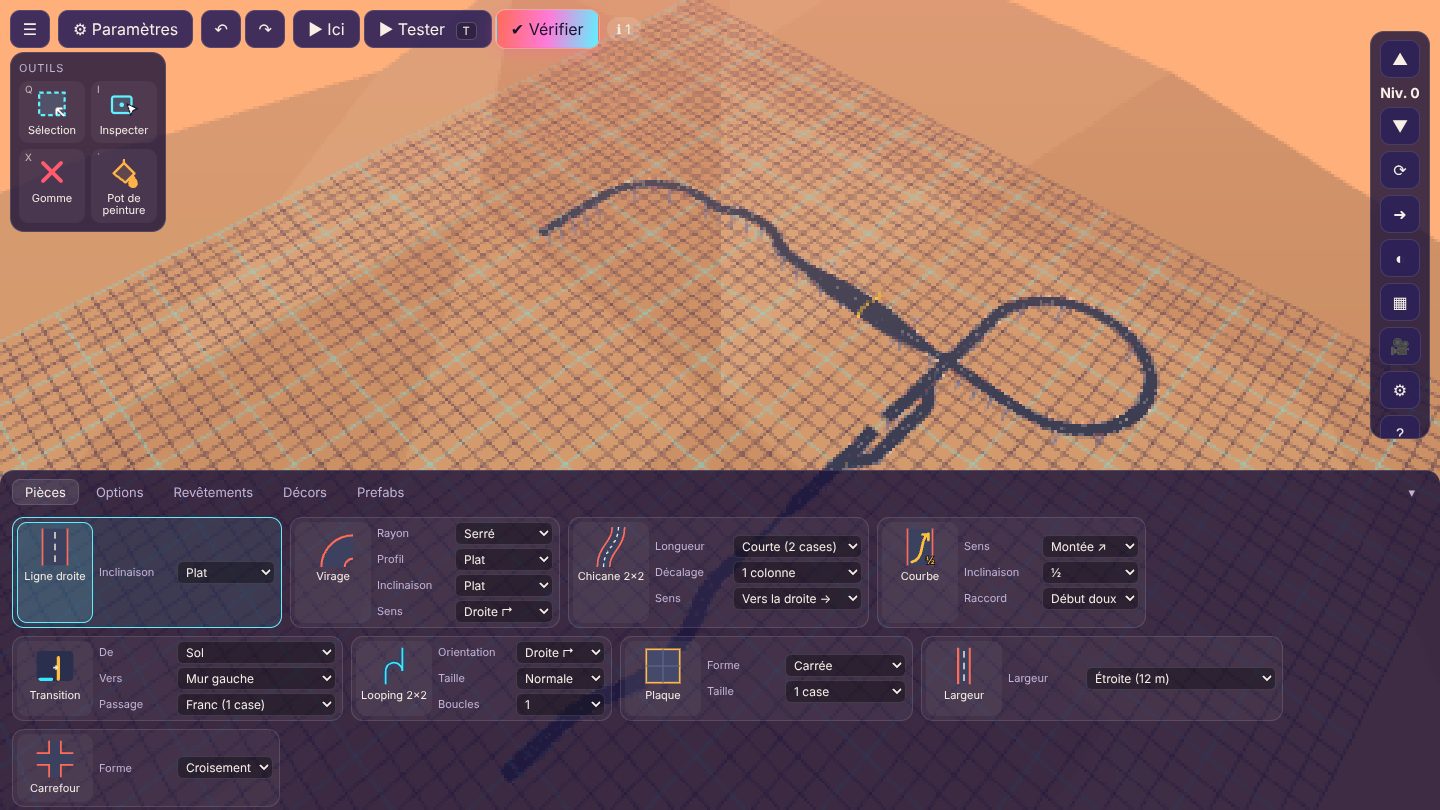 ☰ ⚙ Paramètres ↶ ↷ ▶ Ici ▶ Tester T ✔ Vérifier ℹ 1
OUTILS
Q
Sélection
I
Inspecter
X
Gomme
Pot de
peinture
▲
Niv. 0
▼
⟳
➜
▦
⚙
?
Pièces Options Revêtements Décors Prefabs ▾
Ligne droite
Inclinaison Plat
Virage
Rayon Serré
Profil Plat
Inclinaison Plat
Sens Droite ↱
Chicane 2×2
Longueur Courte (2 cases)
Décalage 1 colonne
Sens Vers la droite →
½
Courbe
Sens Montée ↗
Inclinaison ½
Raccord Début doux
Transition
De Sol
Vers Mur gauche
Passage Franc (1 case)
Looping 2×2
Orientation Droite ↱
Taille Normale
Boucles 1
Plaque
Forme Carrée
Taille 1 case
Largeur
Largeur Étroite (12 m)
Carrefour
Forme Croisement